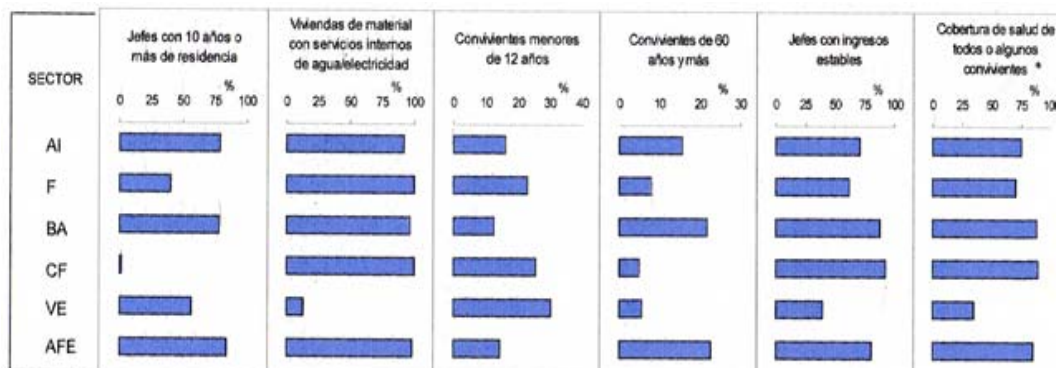 SECTOR
Jefes con 10 años o
más de residencia
%
0 25 50 75 100
Viviendas de material
con servicios internos
de agua/electricidad
%
0 25 50 75 100
Convivientes menores
de 12 años
%
0 10 20 30 40
Convivientes de 60
años y más
%
0 10 20 30
Jefes con ingresos
estables
%
0 25 50 75 100
Cobertura de salud de
todos o algunos
convivientes *
%
0 25 50 75 100
AI
F
BA
CF
VE
AFE